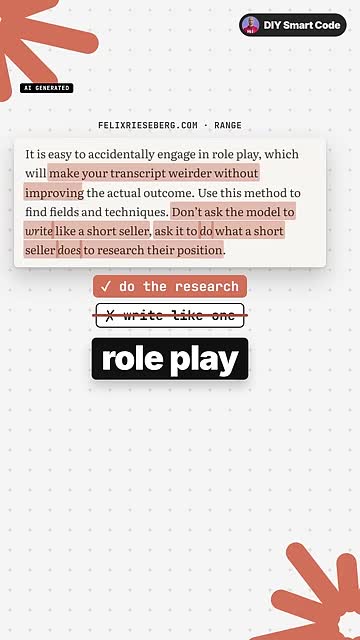 DIY Smart Code
AI GENERATED
FELIXRIESEBERG.COM · RANGE
It is easy to accidentally engage in role play, which
will make your transcript weirder without
improving the actual outcome. Use this method to
find fields and techniques. Don't ask the model to
write like a short seller, ask it to do what a short
seller does to research their position.
✓ do the research
✗ write like one
role play